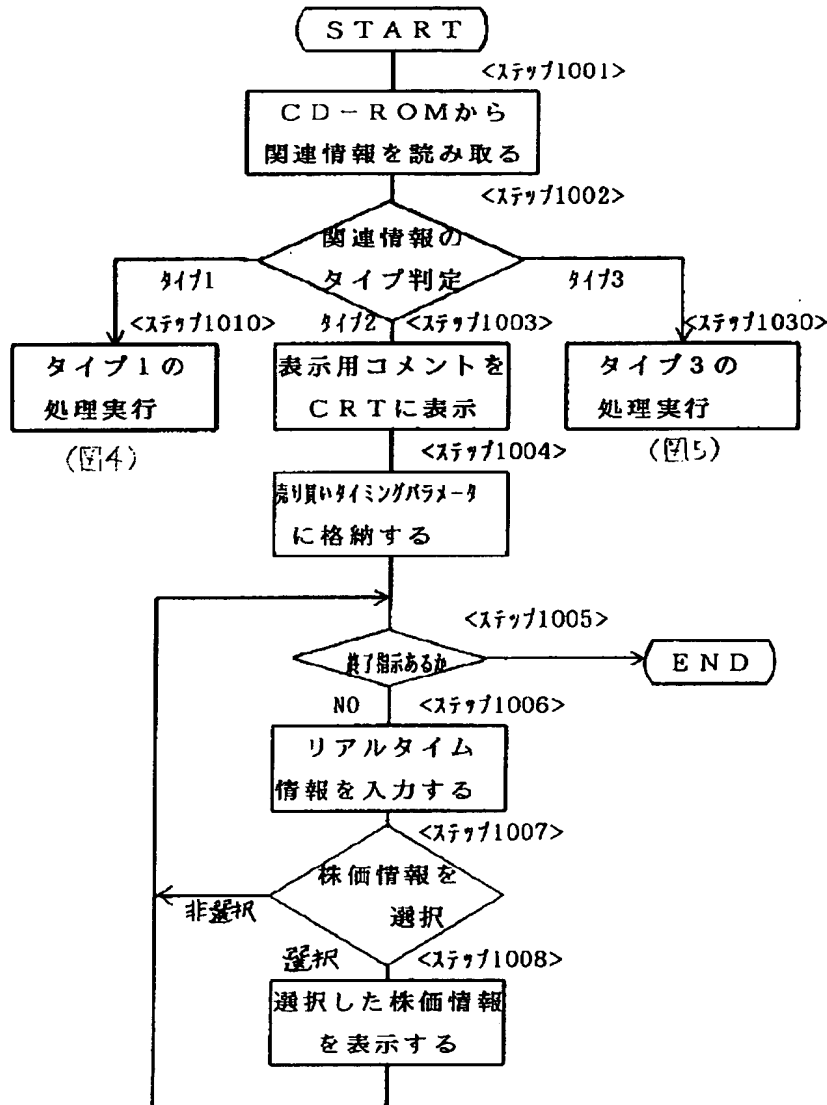 START
<ステップ1001>
CD-ROMから
関連情報を読み取る
<ステップ1002>
関連情報の
タイプ判定
タイプ1
タイプ3
<ステップ1010>
タイプ2
<ステップ1003>
<ステップ1030>
タイプ1の
処理実行
表示用コメントを
CRTに表示
タイプ3の
処理実行
(図4)
(図5)
<ステップ1004>
売り買いタイミングパラメータ
に格納する
<ステップ1005>
終了指示あるか
END
NO
<ステップ1006>
リアルタイム
情報を入力する
<ステップ1007>
株価情報を
選択
非選択
選択
<ステップ1008>
選択した株価情報
を表示する